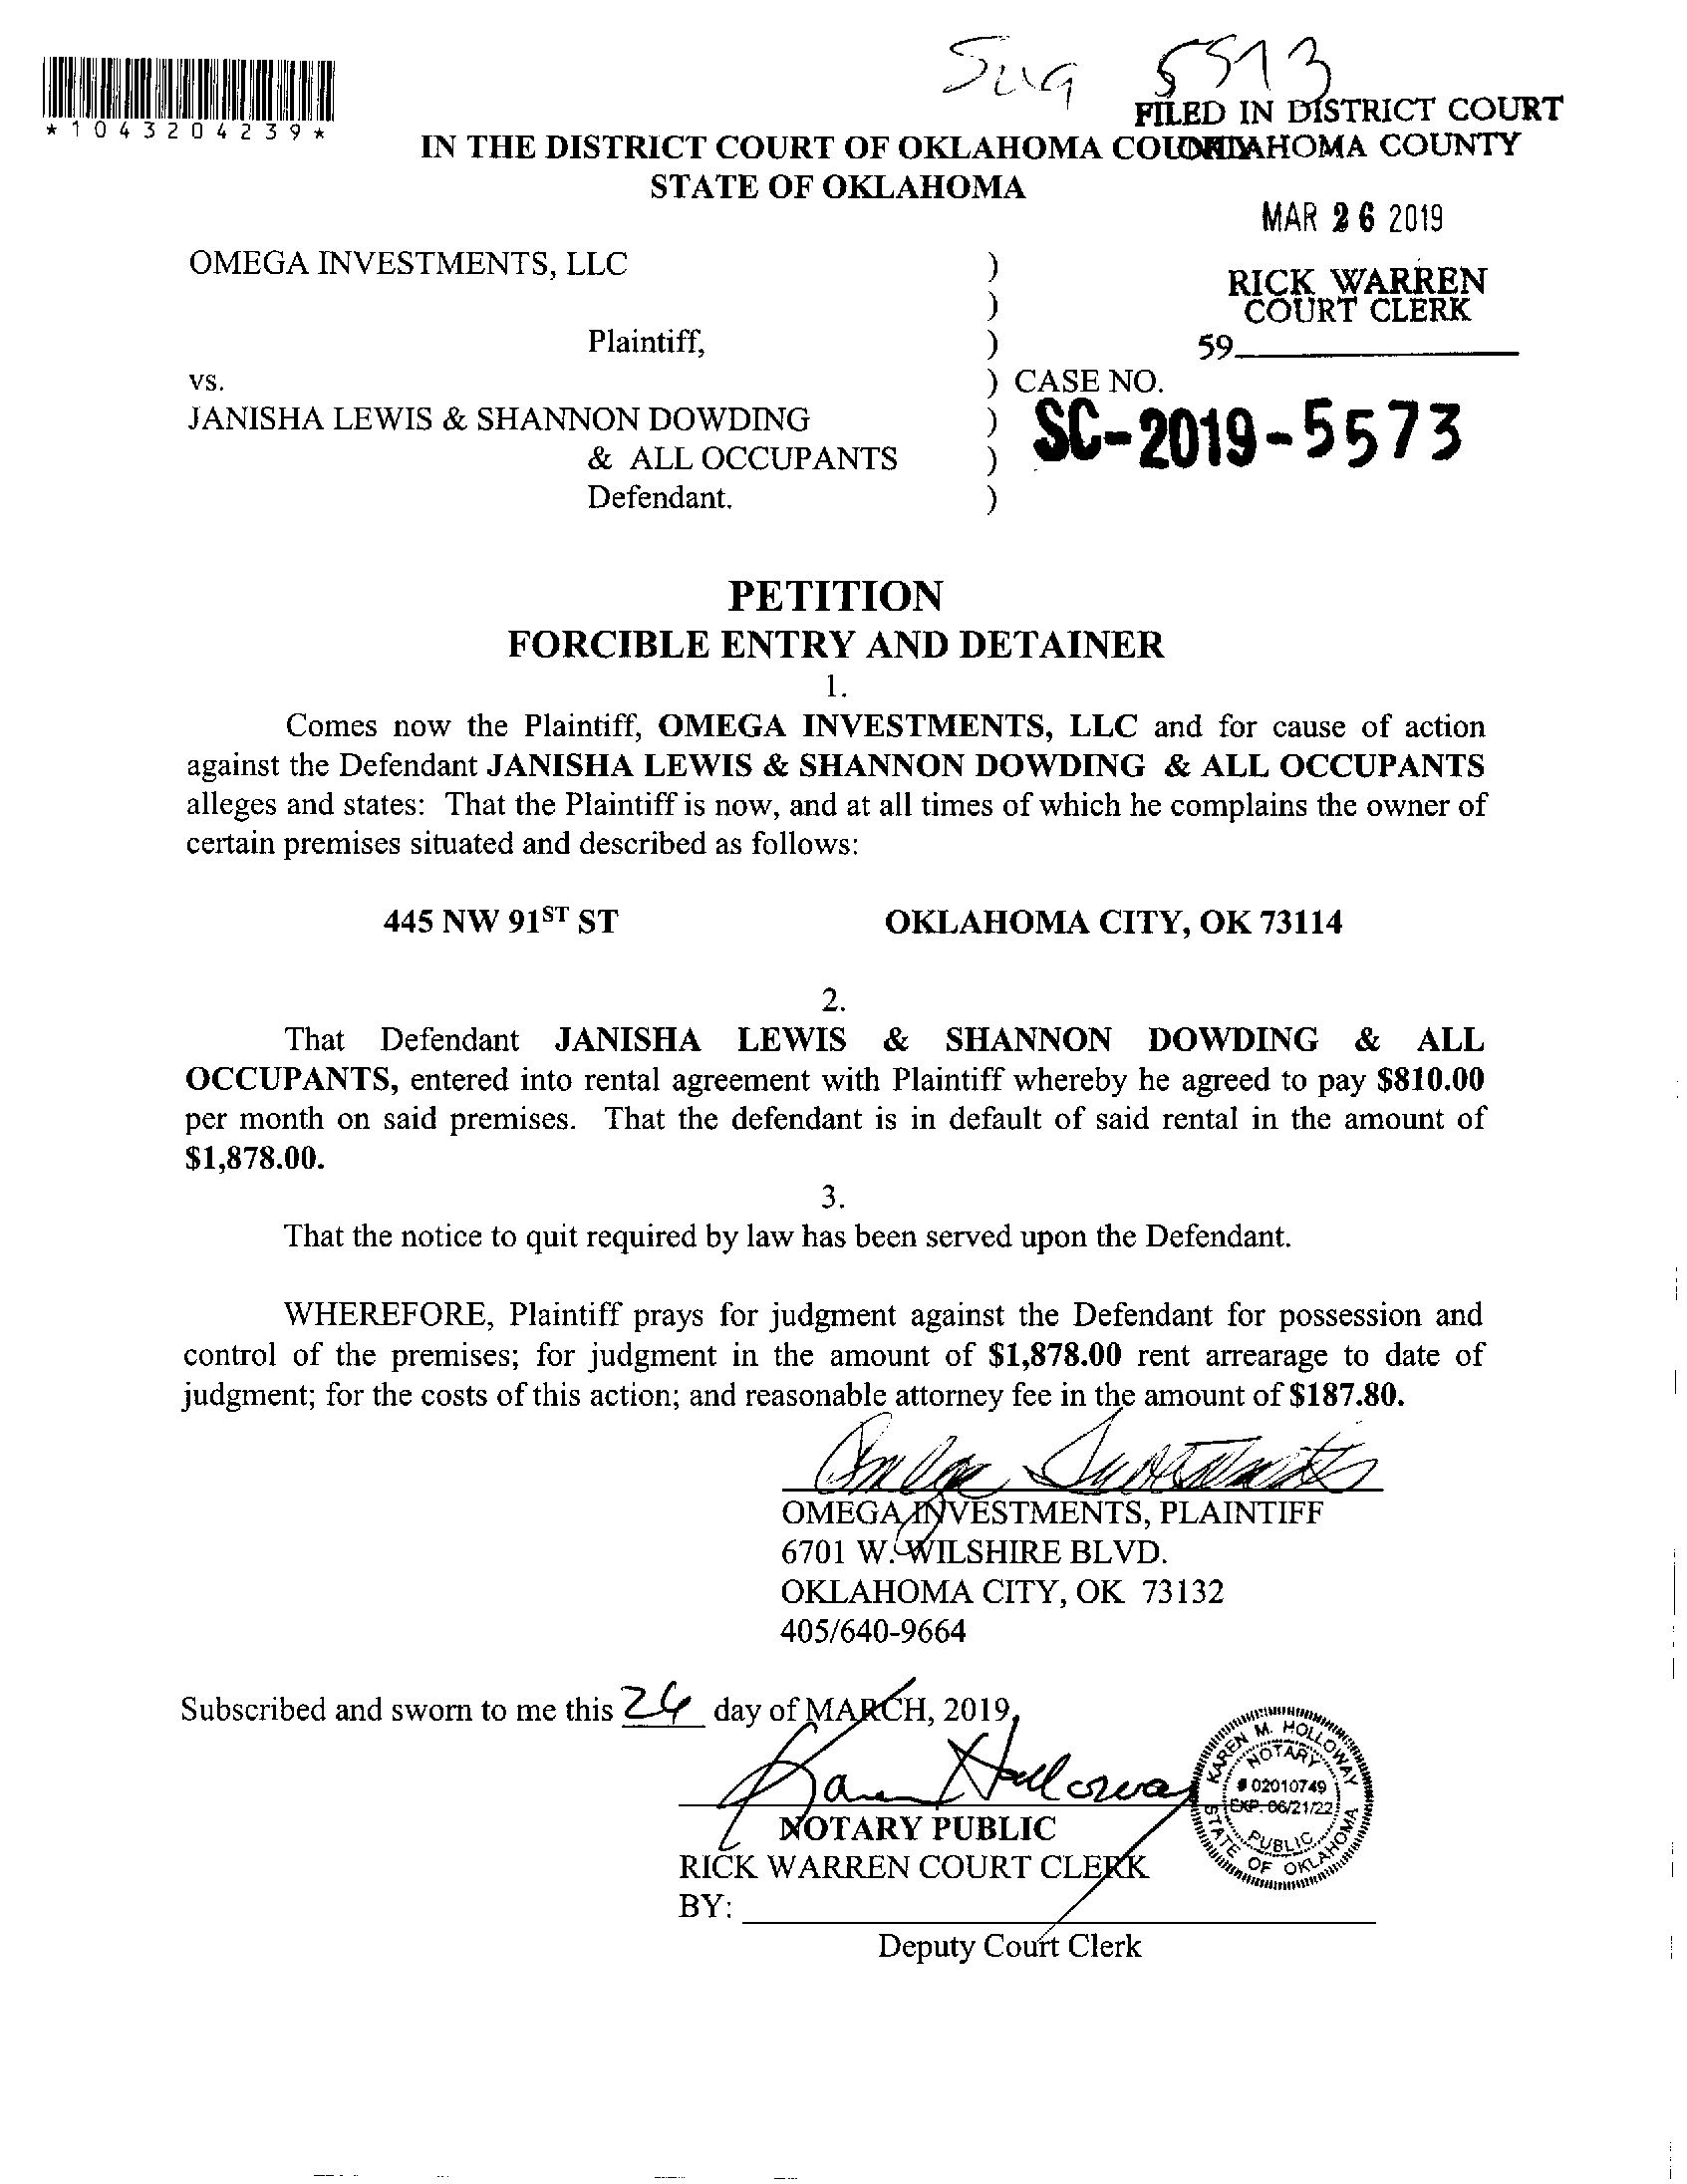 5573
FILED IN DISTRICT COURT
*1043204239*
IN THE DISTRICT COURT OF OKLAHOMA COUNTY
OKLAHOMA COUNTY
STATE OF OKLAHOMA
MAR 26 2019
OMEGA INVESTMENTS, LLC )
) RICK WARREN
COURT CLERK
Plaintiff, ) 59
vs. ) CASE NO.
JANISHA LEWIS & SHANNON DOWDING ) SC-2019-5573
& ALL OCCUPANTS )
Defendant. )
PETITION
FORCIBLE ENTRY AND DETAINER
1.
Comes now the Plaintiff, OMEGA INVESTMENTS, LLC and for cause of action
against the Defendant JANISHA LEWIS & SHANNON DOWDING & ALL OCCUPANTS
alleges and states: That the Plaintiff is now, and at all times of which he complains the owner of
certain premises situated and described as follows:
445 NW 91ST ST OKLAHOMA CITY, OK 73114
2.
That Defendant JANISHA LEWIS & SHANNON DOWDING & ALL
OCCUPANTS, entered into rental agreement with Plaintiff whereby he agreed to pay $810.00
per month on said premises. That the defendant is in default of said rental in the amount of
$1,878.00.
3.
That the notice to quit required by law has been served upon the Defendant.
WHEREFORE, Plaintiff prays for judgment against the Defendant for possession and
control of the premises; for judgment in the amount of $1,878.00 rent arrearage to date of
judgment; for the costs of this action; and reasonable attorney fee in the amount of $187.80.
Omega Investments
OMEGA INVESTMENTS, PLAINTIFF
6701 W. WILSHIRE BLVD.
OKLAHOMA CITY, OK 73132
405/640-9664
Subscribed and sworn to me this day of MARCH, 2019,
Karen Holloway
NOTARY PUBLIC
RICK WARREN COURT CLERK
BY:
Deputy Court Clerk
KAREN M. HOLLOWAY
NOTARY
# 02010749
EXP. 06/21/22
PUBLIC
STATE OF OKLAHOMA